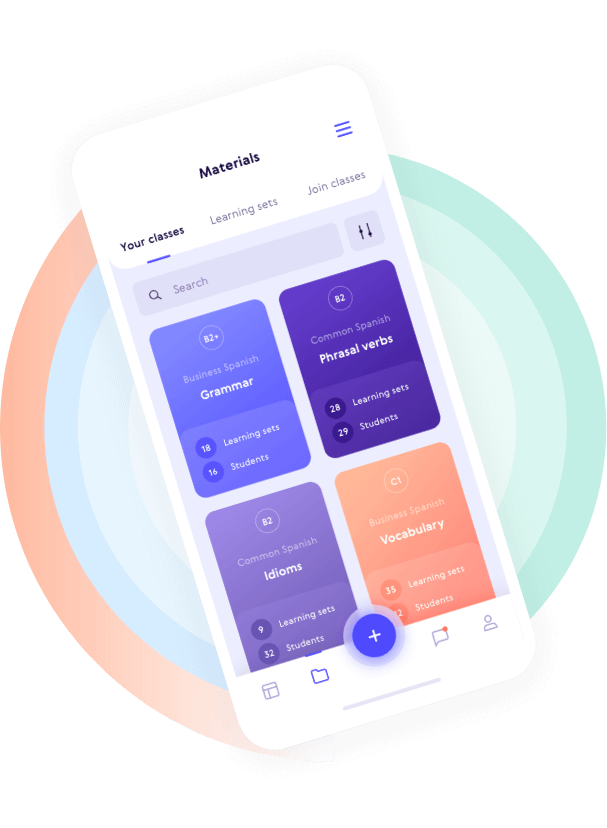 Materials
Your classes
Learning sets
Join classes
Search
B2+
Business Spanish
Grammar
18 Learning sets
16 Students
B2
Common Spanish
Phrasal verbs
28 Learning sets
29 Students
B2
Common Spanish
Idioms
9 Learning sets
32 Students
C1
Business Spanish
Vocabulary
35 Learning sets
Students